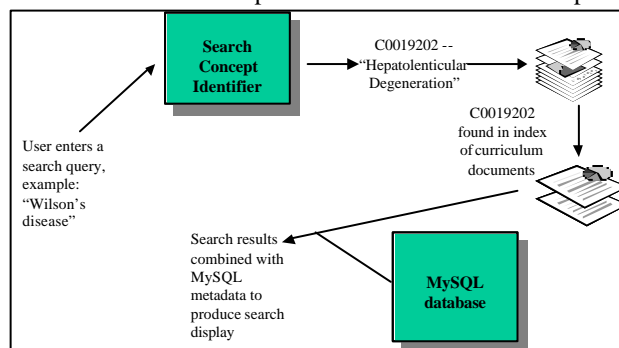 User enters a
search query,
example:
“Wilson’s
disease”
Search
Concept
Identifier
C0019202 --
“Hepatolenticular
Degeneration”
C0019202
found in index
of curriculum
documents
Search results
combined with
MySQL
metadata to
produce search
display
MySQL
database